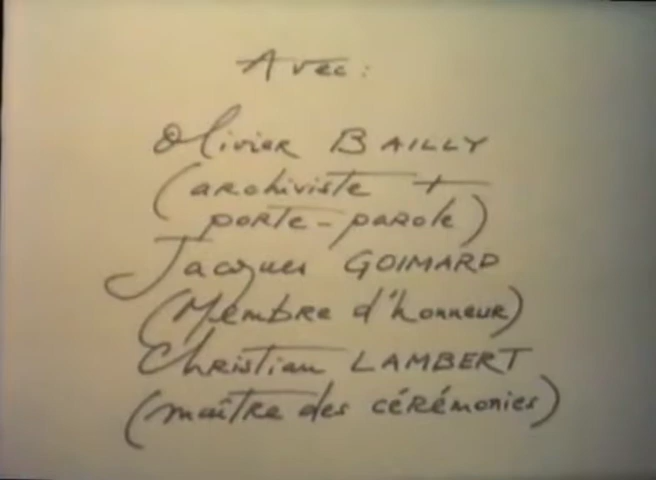 Avec :
Olivier BAILLY
(archiviste +
porte-parole)
Jacques GOIMARD
(Membre d'honneur)
Christian LAMBERT
(maître des cérémonies)